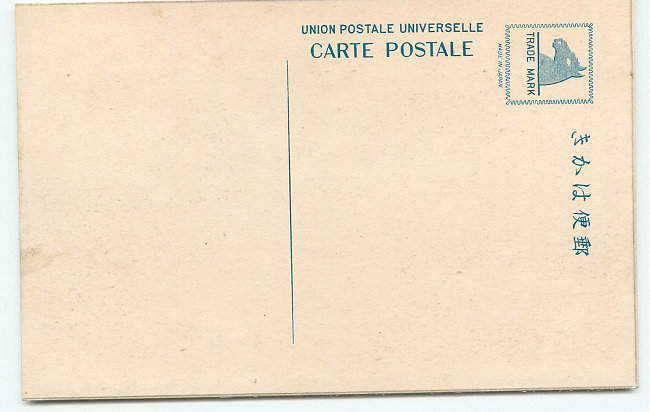 UNION POSTALE UNIVERSELLE
CARTE POSTALE
TRADE MARK
MADE IN JAPAN
きかは便郵